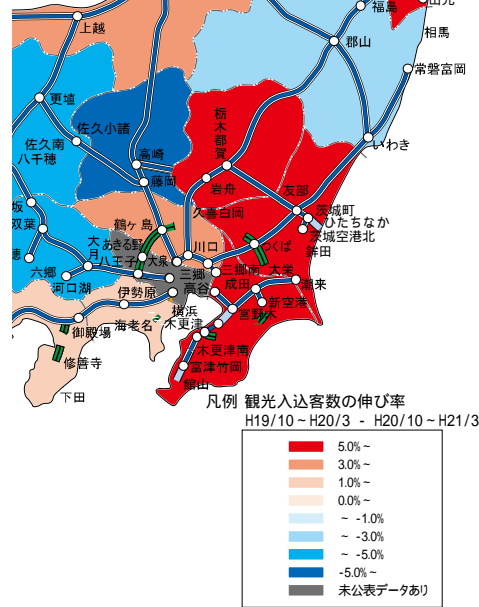 福島
山元
上越
相馬
郡山
常磐富岡
更埴
佐久小諸
栃木都賀
佐久南
八千穂
高崎
いわき
藤岡
岩舟
友部
坂
久喜白岡
茨城町
鶴ヶ島
ひたちなか
双葉
大月
あきる野
川口
つくば
茨城空港北
鉾田
穂
八王子
大泉
三郷
三郷南
大栄
潮来
六郷
河口湖
高谷
成田
新空港
伊勢原
横浜
宮野木
御殿場
海老名
木更津
修善寺
木更津南
富津竹岡
館山
下田
凡例 観光入込客数の伸び率
H19/10～H20/3 - H20/10～H21/3
5.0%～
3.0%～
1.0%～
0.0%～
～ -1.0%
～ -3.0%
～ -5.0%
-5.0%～
未公表データあり